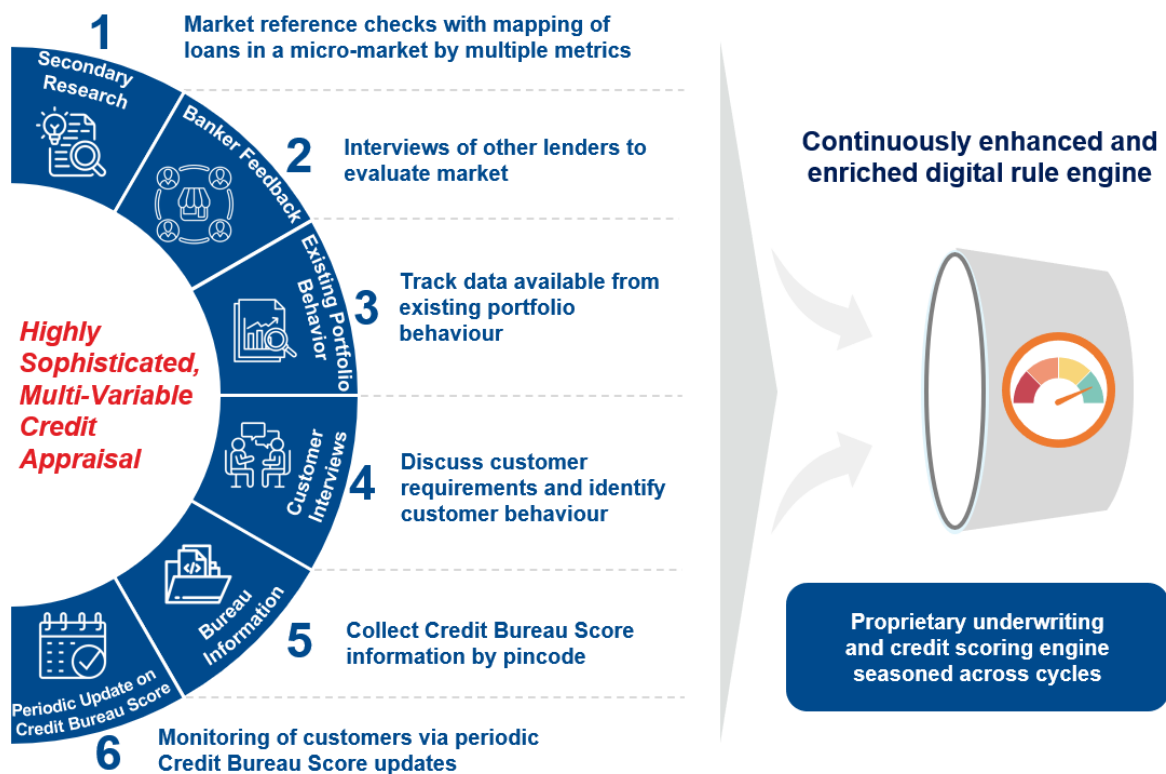 1
Market reference checks with mapping of
loans in a micro-market by multiple metrics
Secondary
Research
2
Interviews of other lenders to
evaluate market
Banker Feedback
3
Track data available from
existing portfolio
behaviour
Existing Portfolio
Behavior
Highly
Sophisticated,
Multi-Variable
Credit
Appraisal
4
Discuss customer
requirements and identify
customer behaviour
Customer
Interviews
5
Collect Credit Bureau Score
information by pincode
Bureau
Information
6
Monitoring of customers via periodic
Credit Bureau Score updates
Periodic Update on
Credit Bureau Score
Continuously enhanced and
enriched digital rule engine
Proprietary underwriting
and credit scoring engine
seasoned across cycles